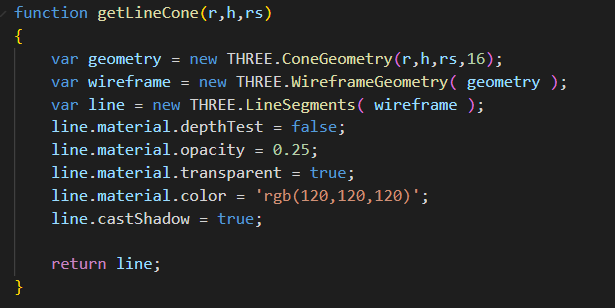 function getLineCone(r,h,rs)
{
    var geometry = new THREE.ConeGeometry(r,h,rs,16);
    var wireframe = new THREE.WireframeGeometry( geometry );
    var line = new THREE.LineSegments( wireframe );
    line.material.depthTest = false;
    line.material.opacity = 0.25;
    line.material.transparent = true;
    line.material.color = 'rgb(120,120,120)';
    line.castShadow = true;

    return line;
}